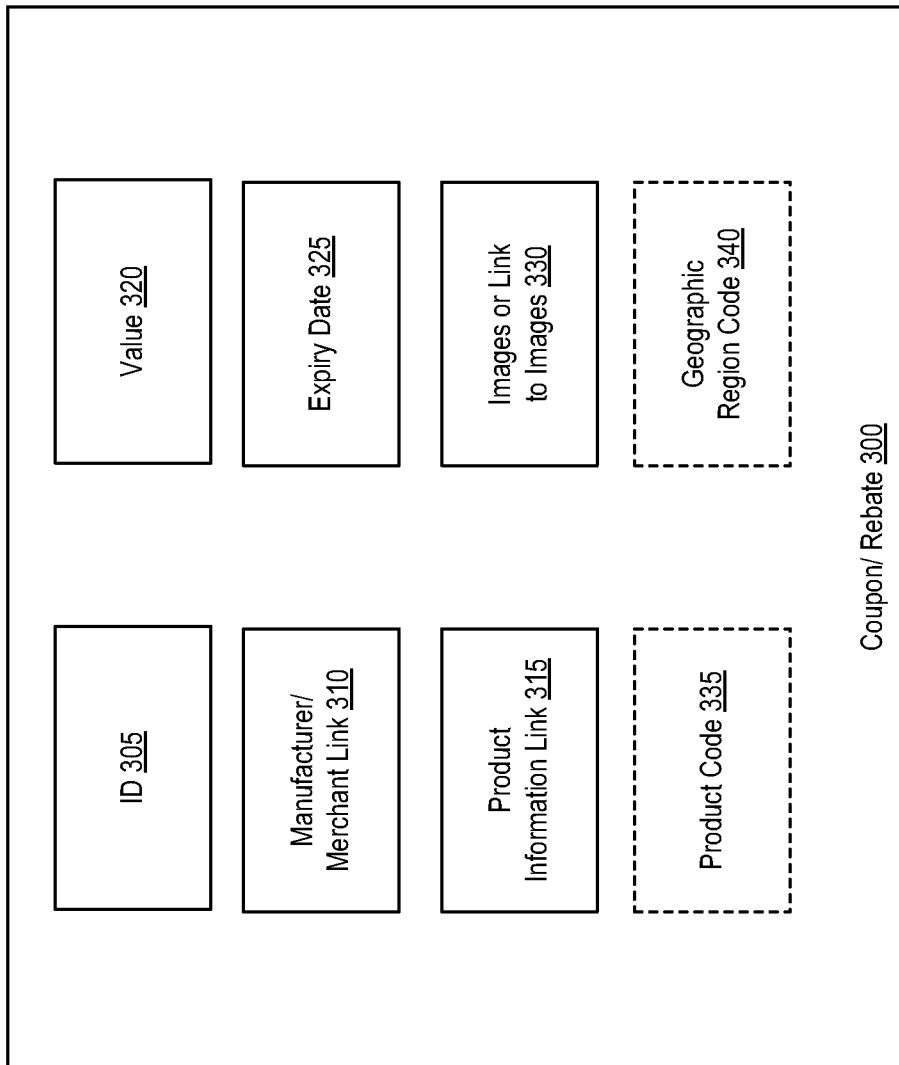 ID 305
Value 320
Manufacturer/
Merchant Link 310
Expiry Date 325
Product
Information Link 315
Images or Link
to Images 330
Product Code 335
Geographic
Region Code 340
Coupon/ Rebate 300